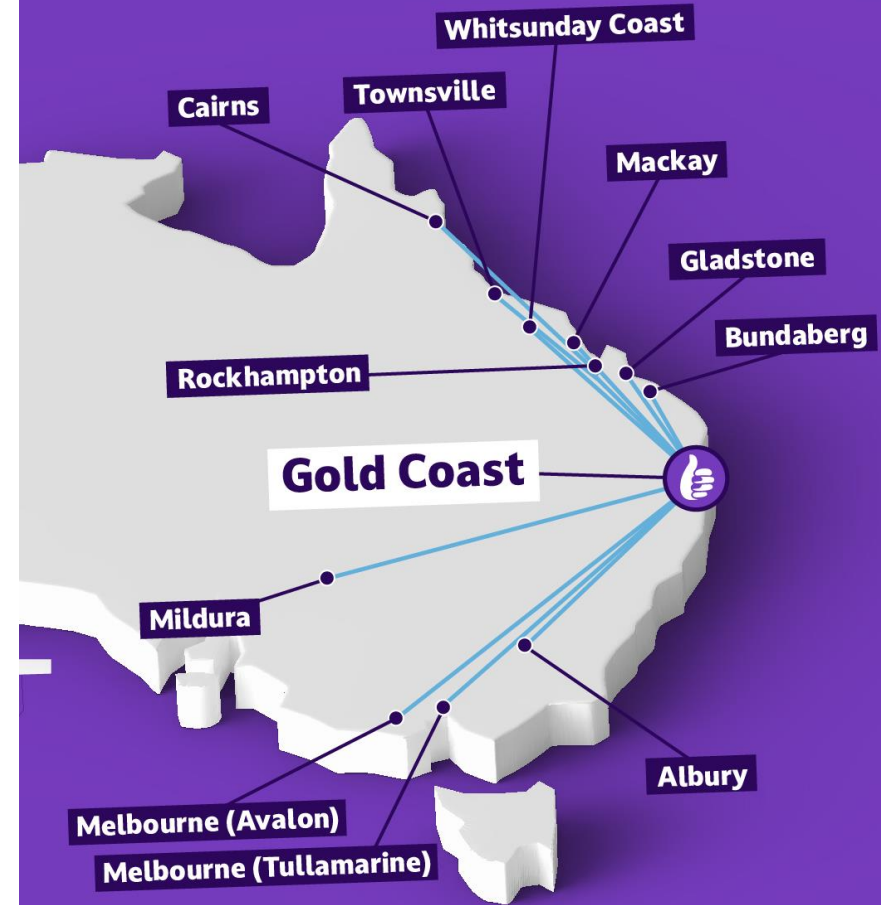 Whitsunday Coast
Townsville
Cairns
Mackay
Gladstone
Bundaberg
Rockhampton
Gold Coast
Mildura
Albury
Melbourne (Avalon)
Melbourne (Tullamarine)